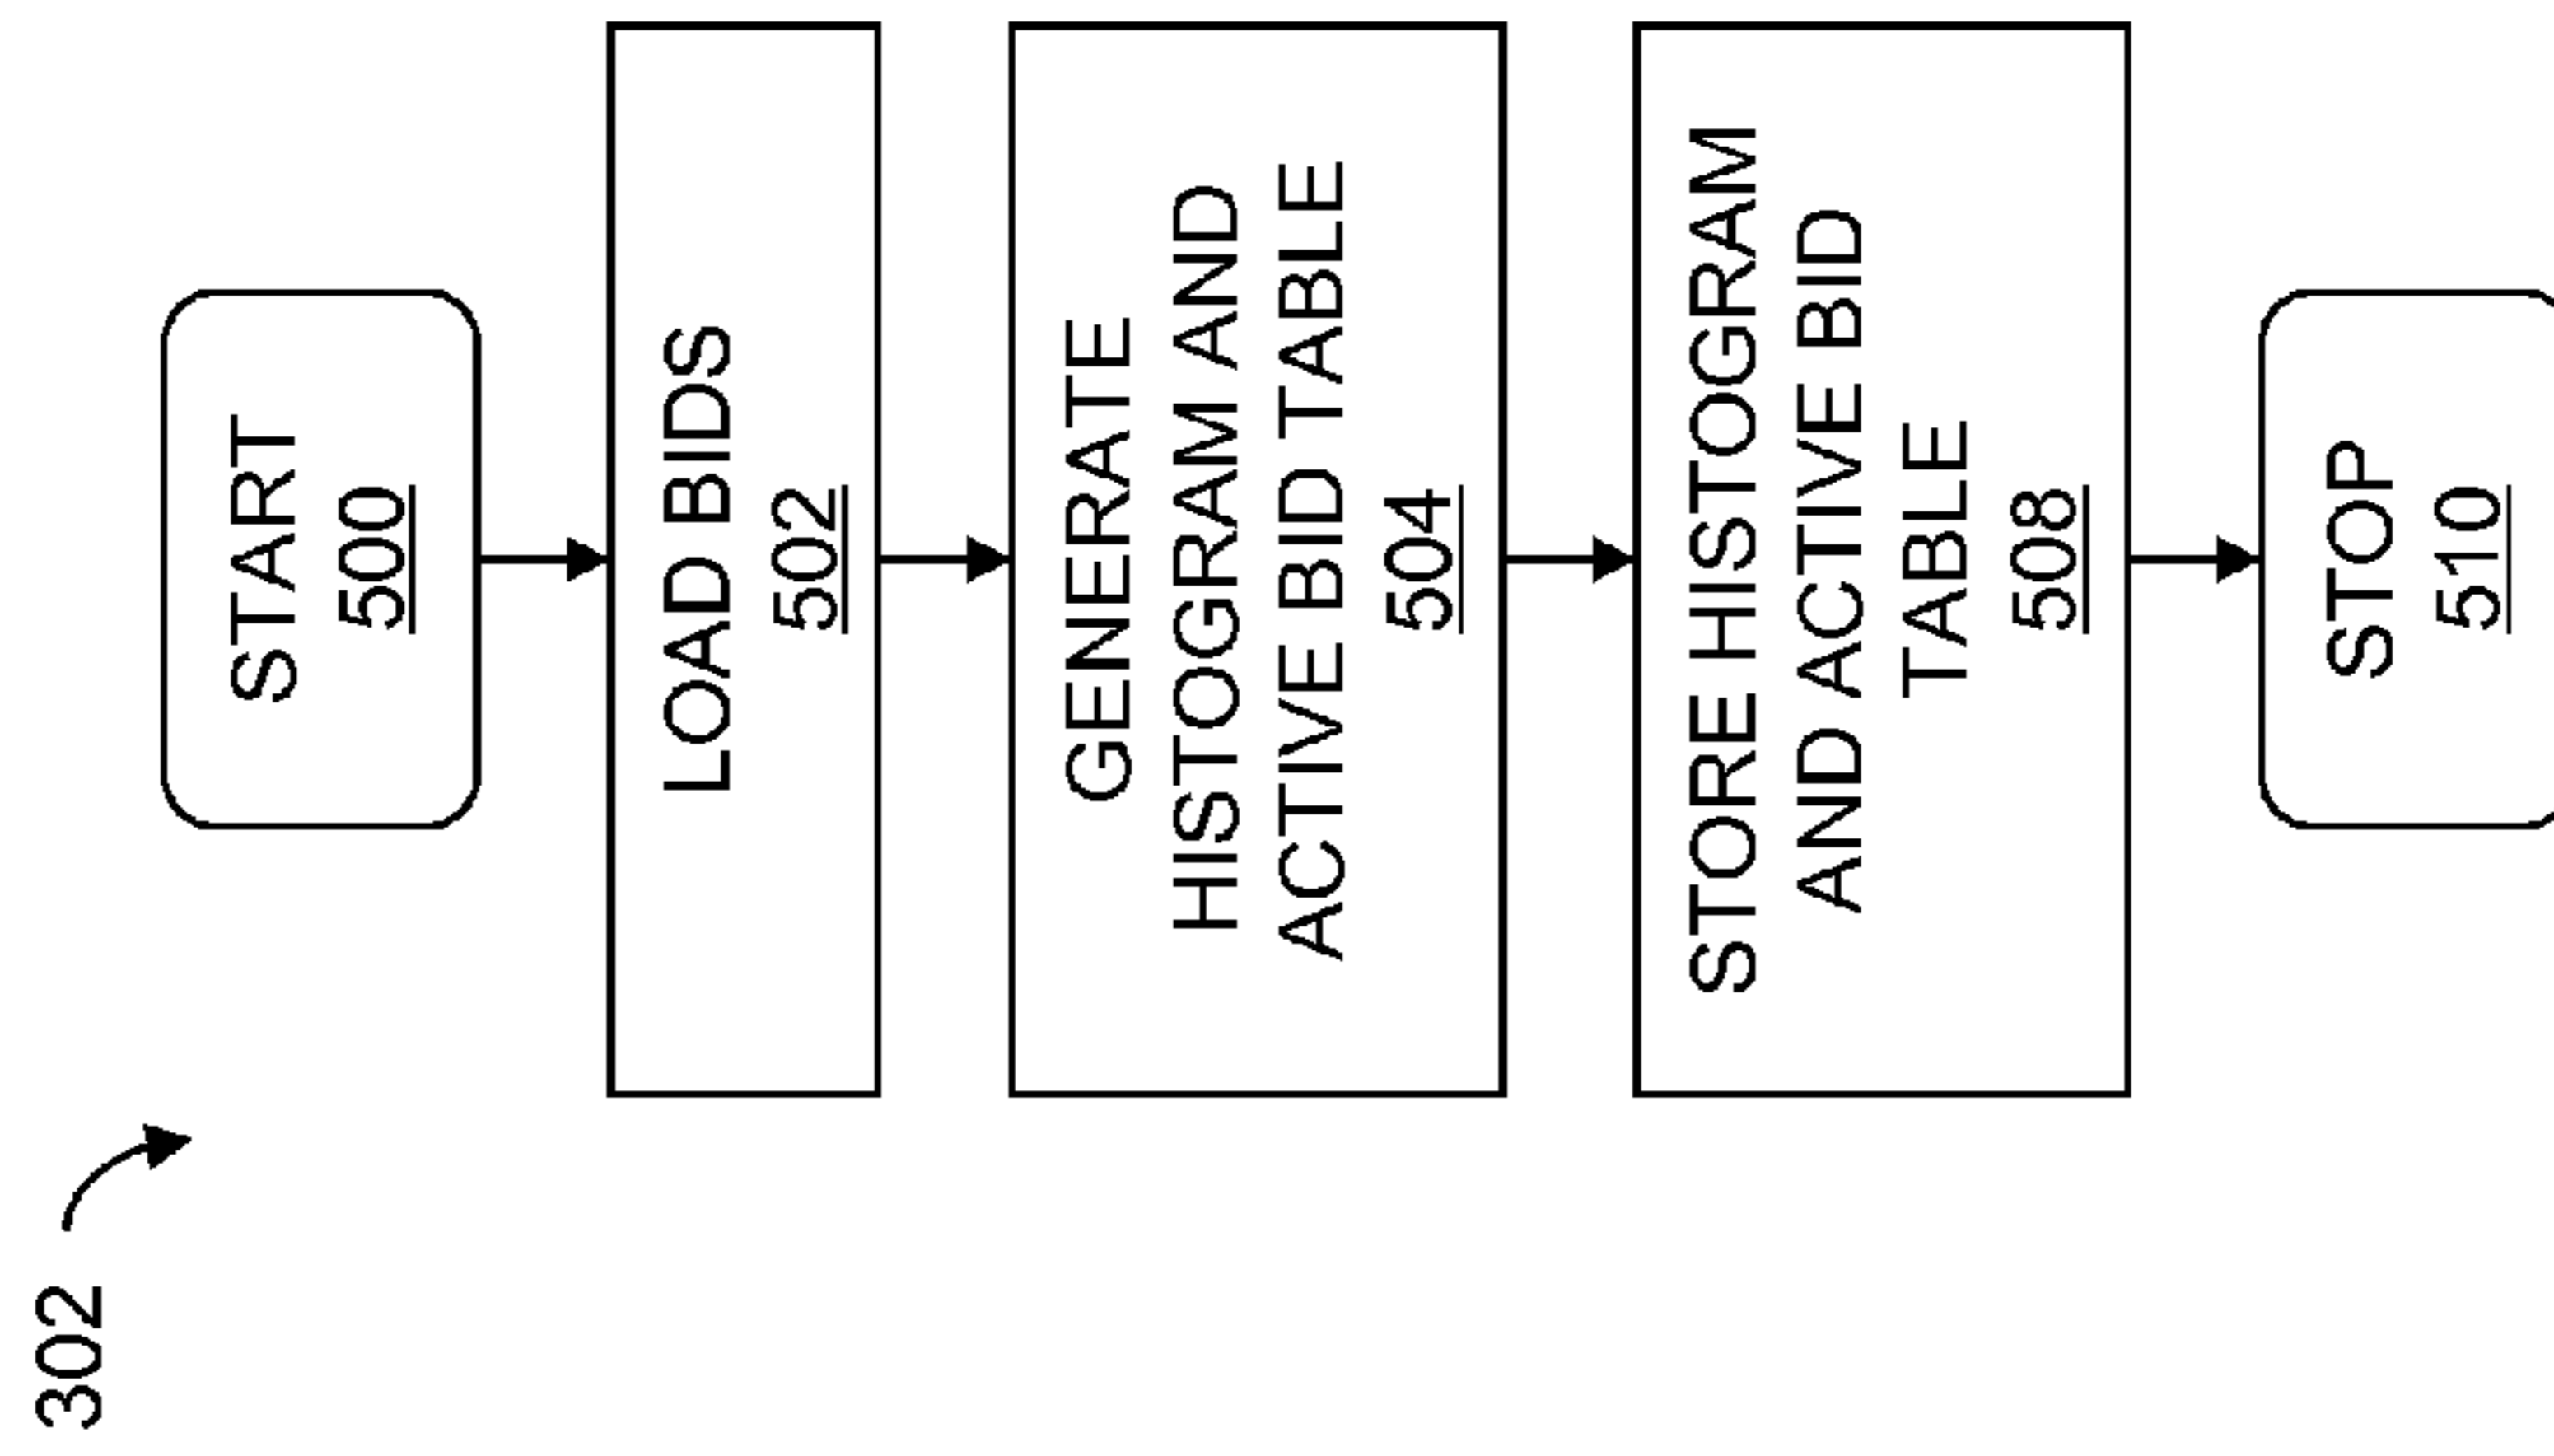 302
START
500
LOAD BIDS
502
GENERATE
HISTOGRAM AND
ACTIVE BID TABLE
504
STORE HISTOGRAM
AND ACTIVE BID
TABLE
508
STOP
510